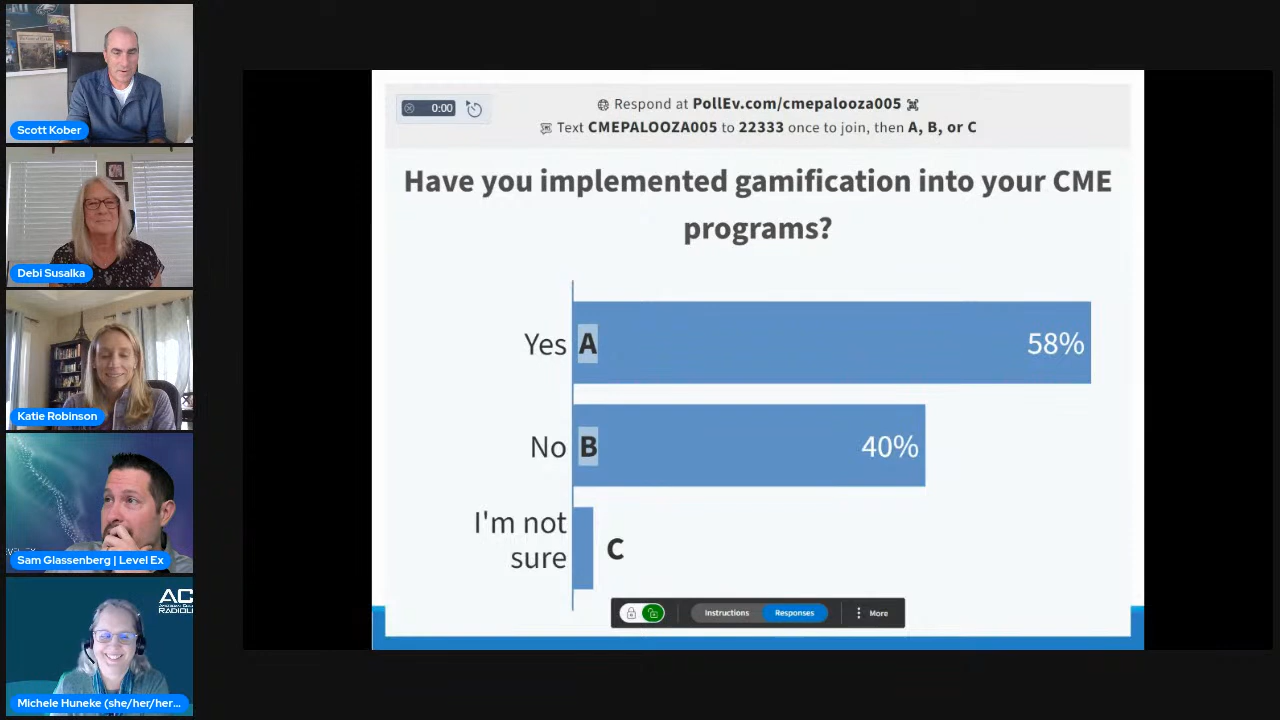 Scott Kober
Debi Susalka
Katie Robinson
Sam Glassenberg | Level Ex
AC
RADIOL
Michele Huneke (she/her/her...
0:00
Respond at PollEv.com/cmepalooza005
Text CMEPALOOZA005 to 22333 once to join, then A, B, or C
Have you implemented gamification into your CME
programs?
Yes A 58%
No B 40%
I'm not
sure C
Instructions Responses More